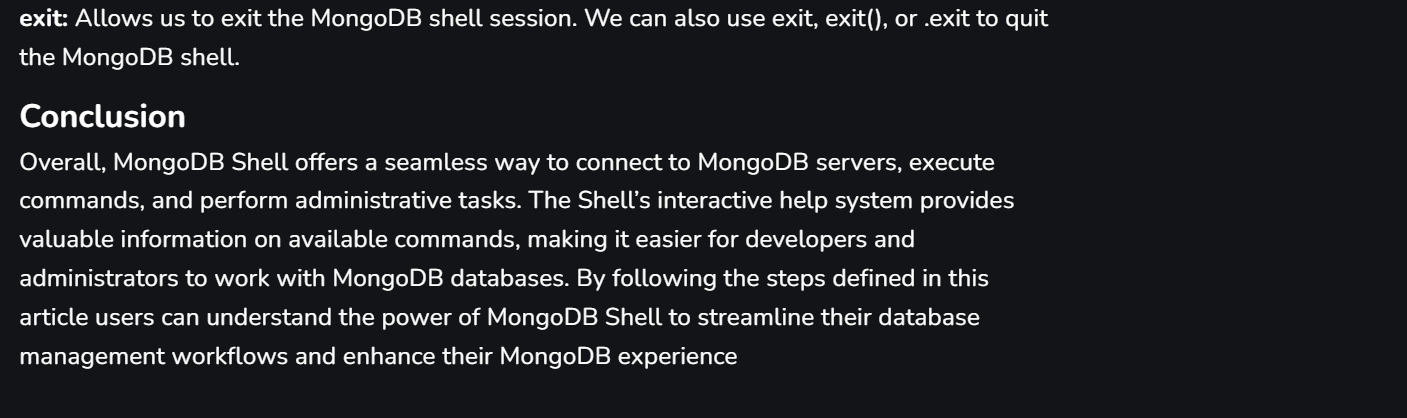 exit: Allows us to exit the MongoDB shell session. We can also use exit, exit(), or .exit to quit
the MongoDB shell.
Conclusion
Overall, MongoDB Shell offers a seamless way to connect to MongoDB servers, execute
commands, and perform administrative tasks. The Shell’s interactive help system provides
valuable information on available commands, making it easier for developers and
administrators to work with MongoDB databases. By following the steps defined in this
article users can understand the power of MongoDB Shell to streamline their database
management workflows and enhance their MongoDB experience